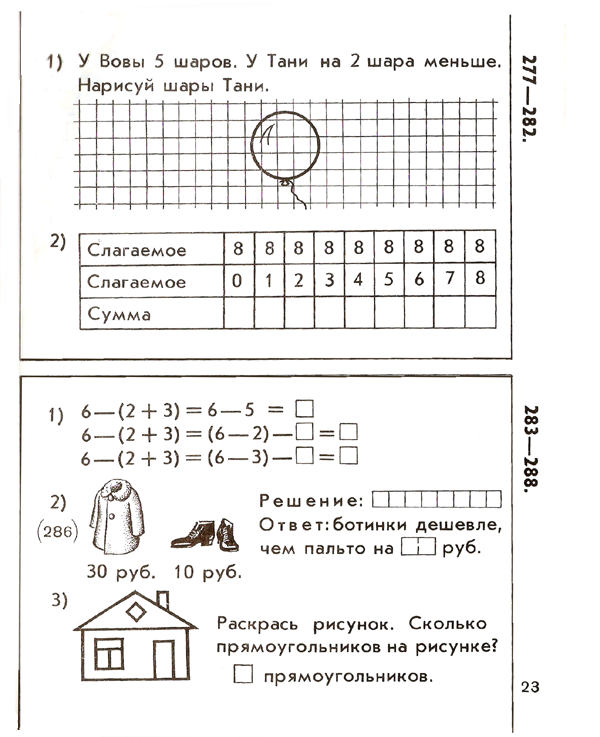 1) У Вовы 5 шаров. У Тани на 2 шара меньше.
Нарисуй шары Тани.
277—282.
2) Слагаемое 8 8 8 8 8 8 8 8 8
Слагаемое 0 1 2 3 4 5 6 7 8
Сумма
1) 6—(2+3)=6—5 = □
6—(2+3)=(6—2)—□=□
6—(2+3)=(6—3)—□=□
283—288.
2)
(286)
30 руб. 10 руб.
Решение:
Ответ: ботинки дешевле,
чем пальто на □ руб.
3)
Раскрась рисунок. Сколько
прямоугольников на рисунке?
□ прямоугольников.
23